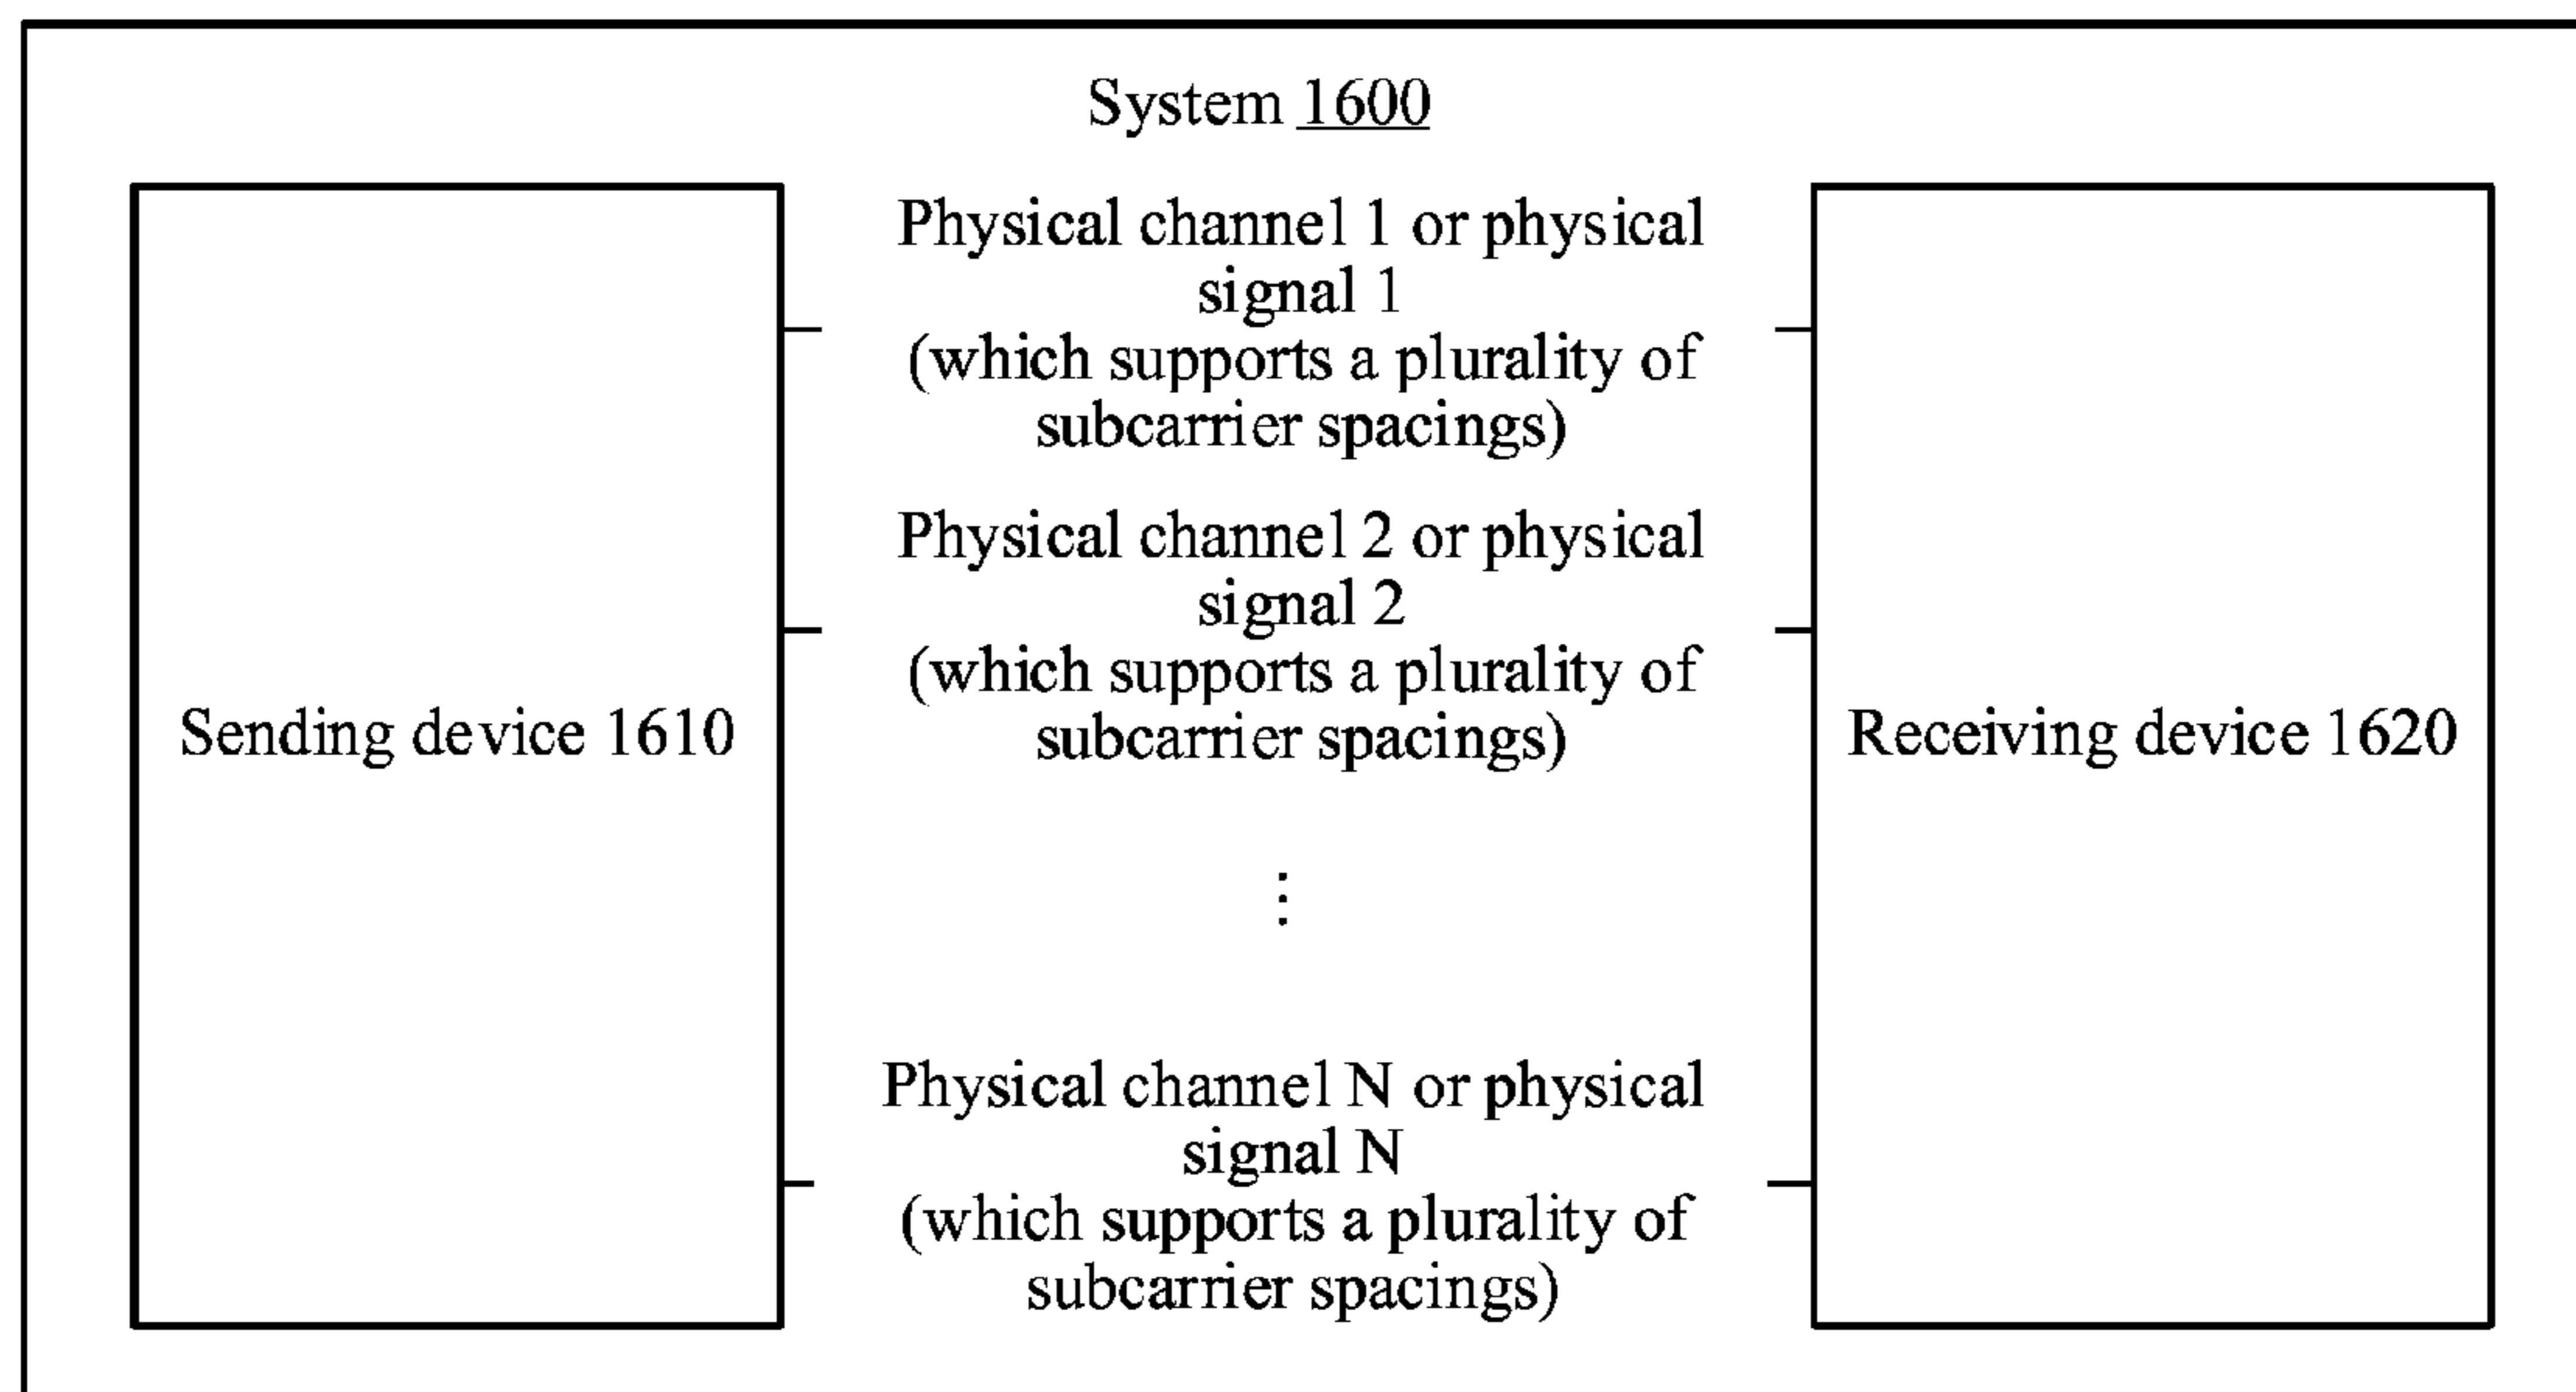 System 1600
Physical channel 1 or physical
signal 1
(which supports a plurality of
subcarrier spacings)
Physical channel 2 or physical
signal 2
(which supports a plurality of
subcarrier spacings)
Sending device 1610
Receiving device 1620
⋮
Physical channel N or physical
signal N
(which supports a plurality of
subcarrier spacings)